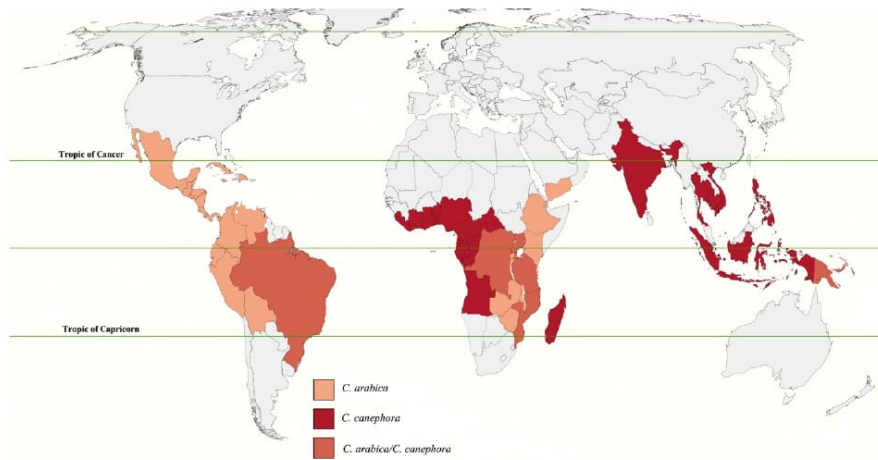 Tropic of Cancer
Tropic of Capricorn
C. arabica
C. canephora
C. arabica/C. canephora